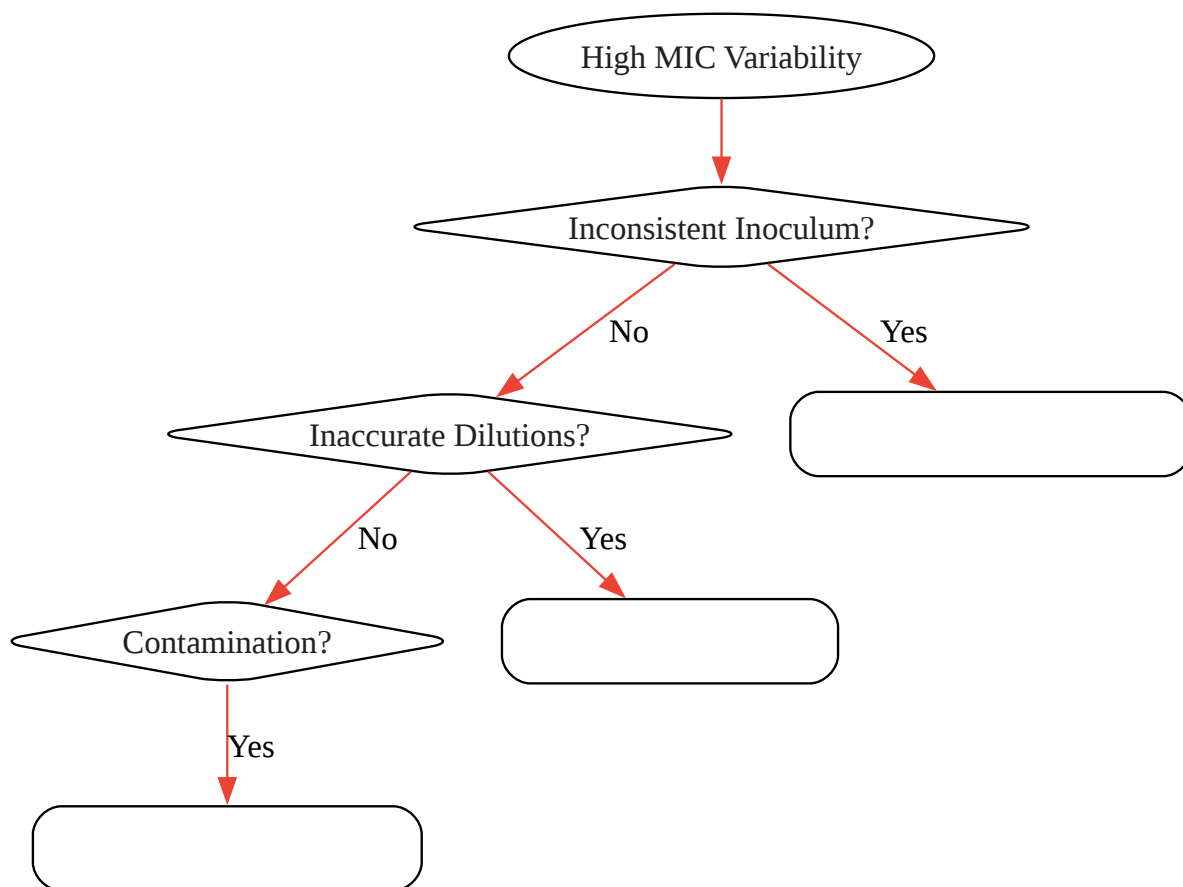 High MIC Variability
Inconsistent Inoculum?
No
Yes
Inaccurate Dilutions?
No
Yes
Contamination?
Yes